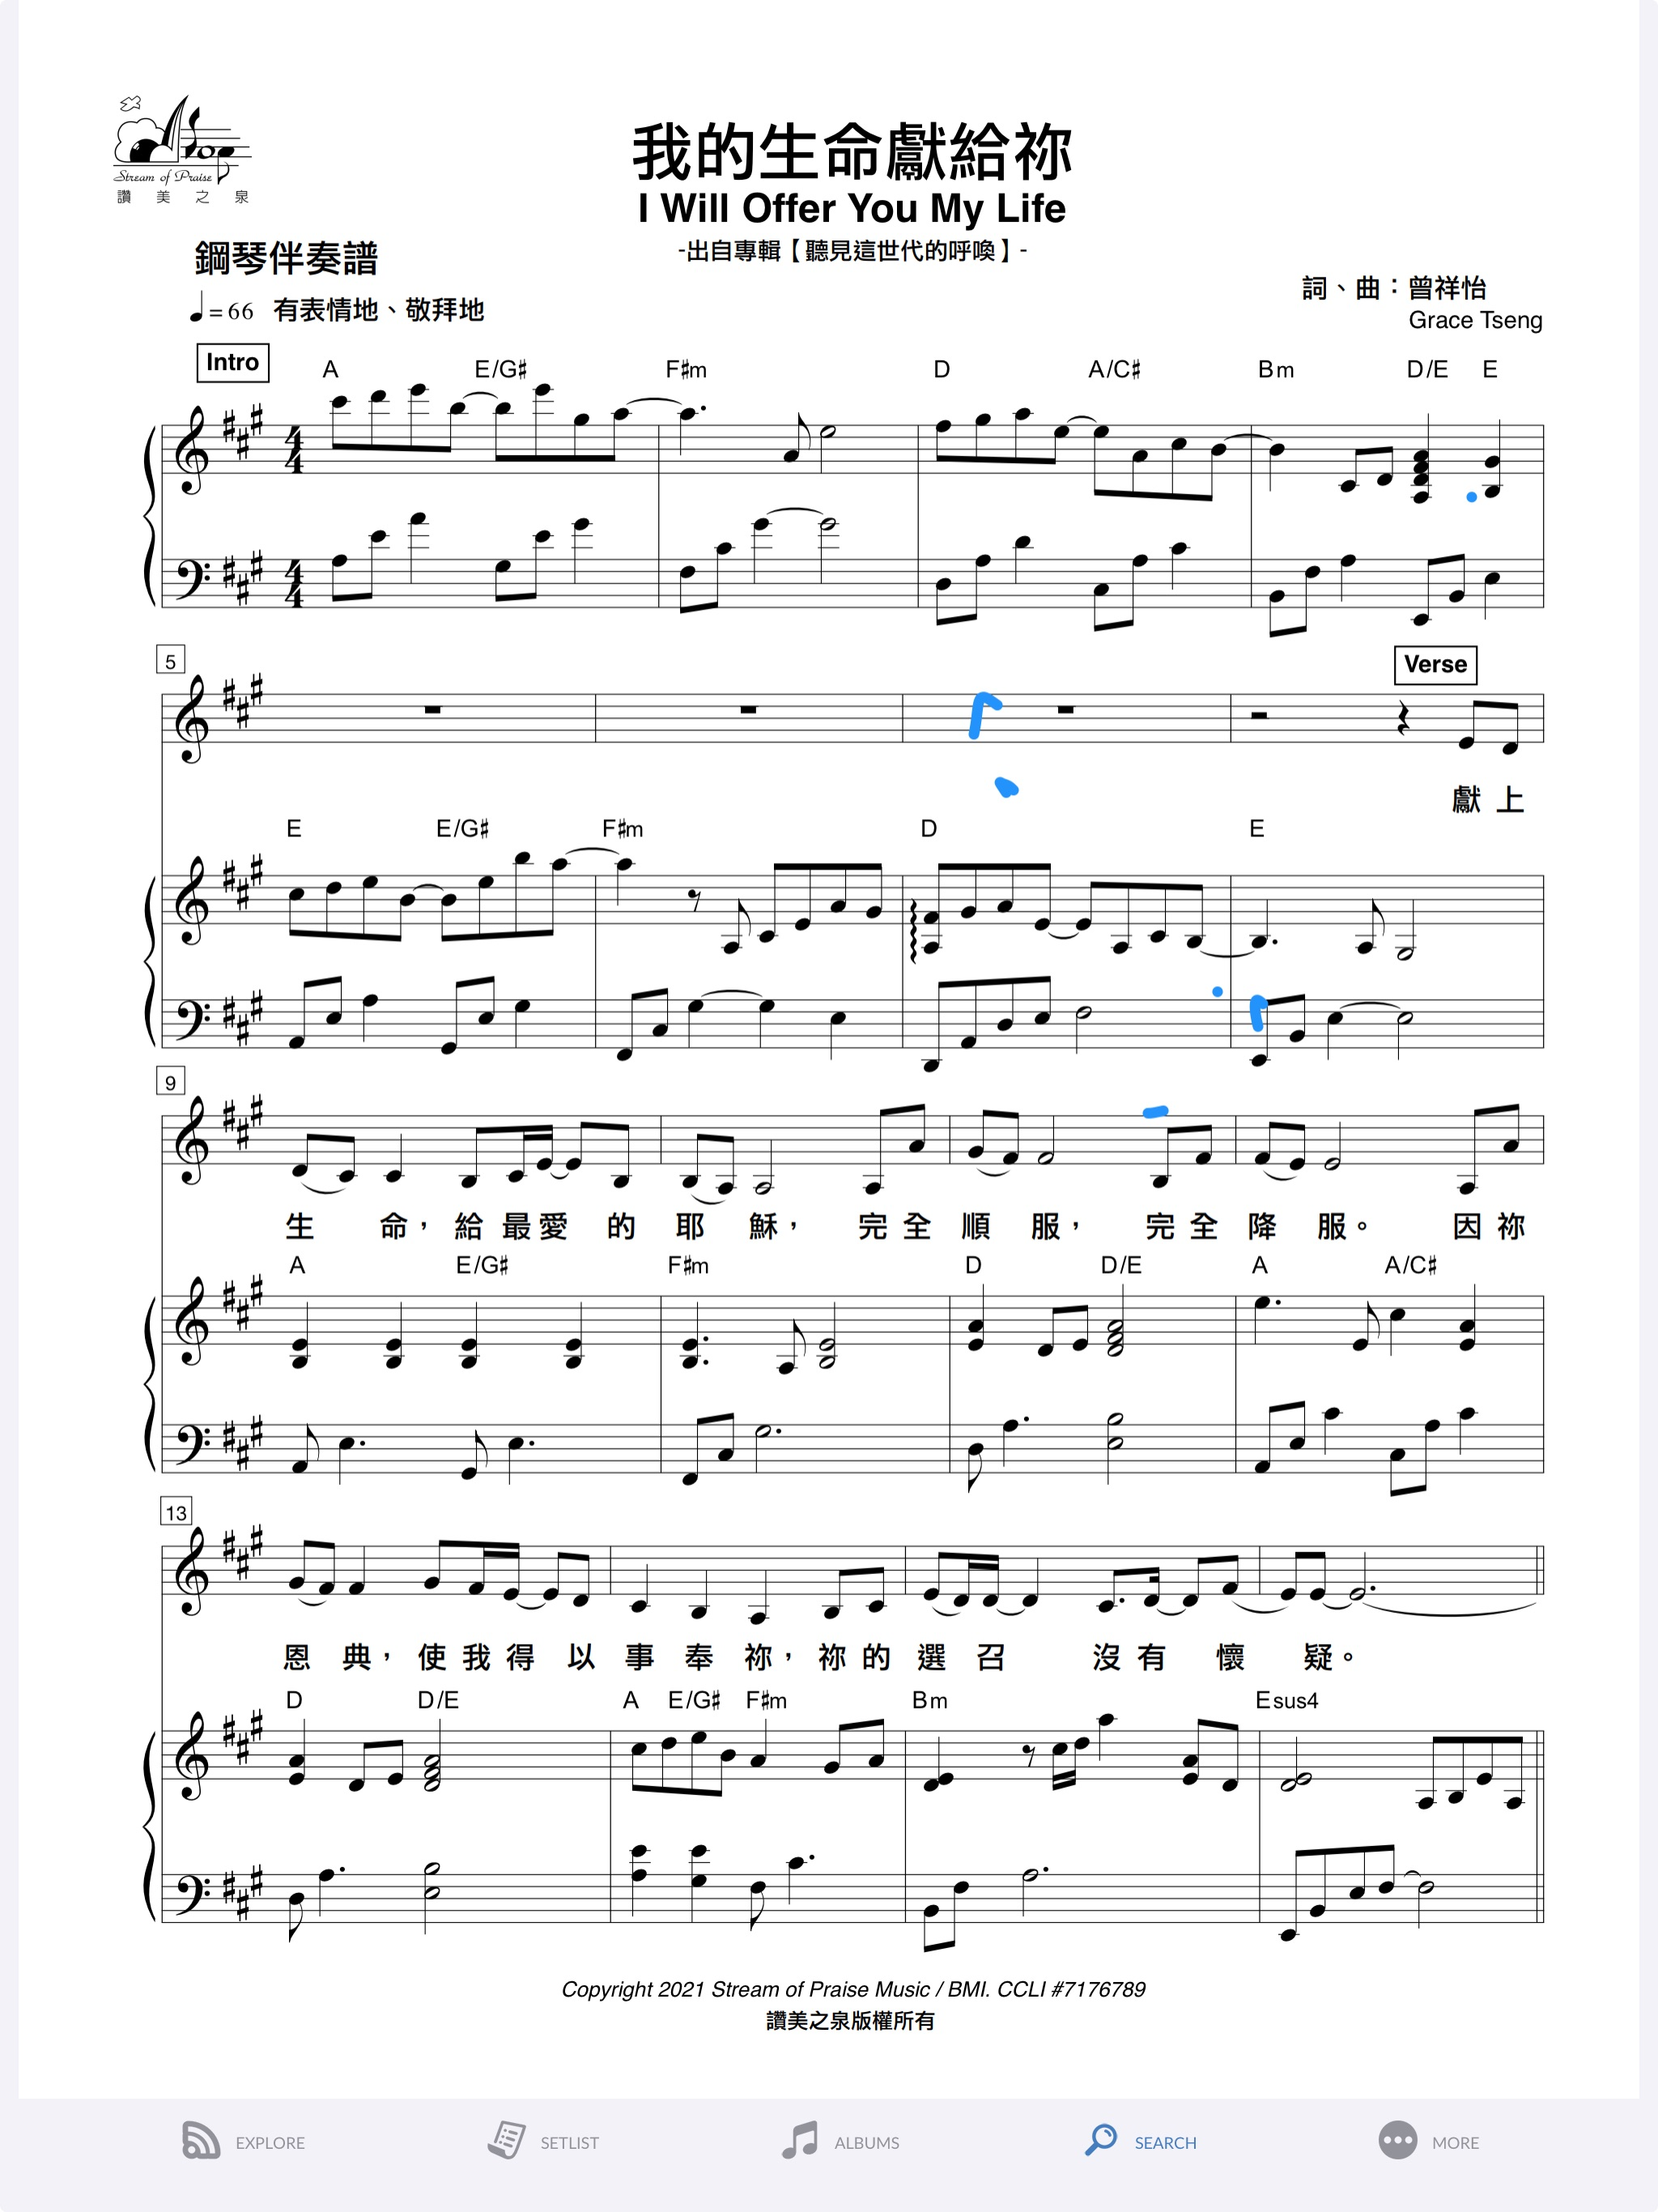 Stream of Praise
讚 美 之 泉
我的生命獻給祢
I Will Offer You My Life
-出自專輯【聽見這世代的呼喚】-
鋼琴伴奏譜
= 66 有表情地、敬拜地
詞、曲：曾祥怡
Grace Tseng
Intro
A E/G♯ F♯m D A/C♯ Bm D/E E
5
Verse
獻 上
E E/G♯ F♯m D E
9
生 命， 給 最 愛 的 耶 穌， 完 全 順 服， 完 全 降 服。 因 祢
A E/G♯ F♯m D D/E A A/C♯
13
恩 典， 使 我 得 以 事 奉 祢， 祢 的 選 召 沒 有 懷 疑。
D D/E A E/G♯ F♯m Bm Esus4
Copyright 2021 Stream of Praise Music / BMI. CCLI #7176789
讚美之泉版權所有
EXPLORE SETLIST ALBUMS SEARCH MORE